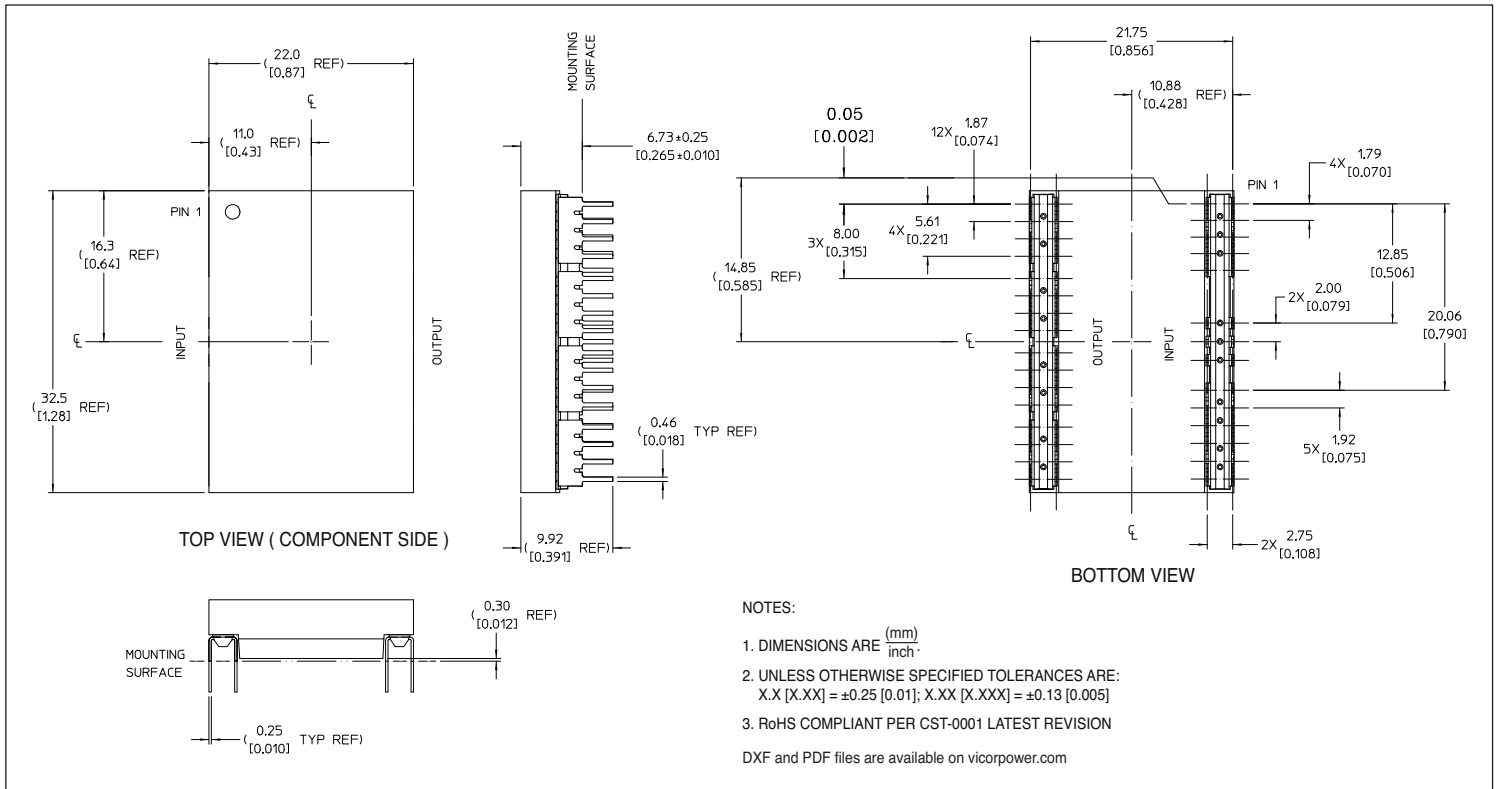 22.0
( [0.87] REF)
℄
11.0
( [0.43] REF)
MOUNTING
SURFACE
6.73 ±0.25
[0.265 ±0.010]
PIN 1
16.3
( [0.64] REF)
℄
INPUT
OUTPUT
32.5
( [1.28] REF)
0.46
( [0.018] TYP REF)
9.92
( [0.391] REF)
TOP VIEW ( COMPONENT SIDE )
21.75
[0.856]
10.88
( [0.428] REF)
0.05
[0.002]
12X 1.87
[0.074]
4X 1.79
[0.070]
PIN 1
3X 8.00
[0.315]
4X 5.61
[0.221]
14.85
( [0.585] REF)
12.85
[0.506]
2X 2.00
[0.079]
20.06
[0.790]
℄
OUTPUT
INPUT
5X 1.92
[0.075]
℄
2X 2.75
[0.108]
BOTTOM VIEW
0.30
( [0.012] REF)
MOUNTING
SURFACE
0.25
( [0.010] TYP REF)
NOTES:
1. DIMENSIONS ARE (mm)
inch.
2. UNLESS OTHERWISE SPECIFIED TOLERANCES ARE:
X.X [X.XX] = ±0.25 [0.01]; X.XX [X.XXX] = ±0.13 [0.005]
3. RoHS COMPLIANT PER CST-0001 LATEST REVISION
DXF and PDF files are available on vicorpower.com